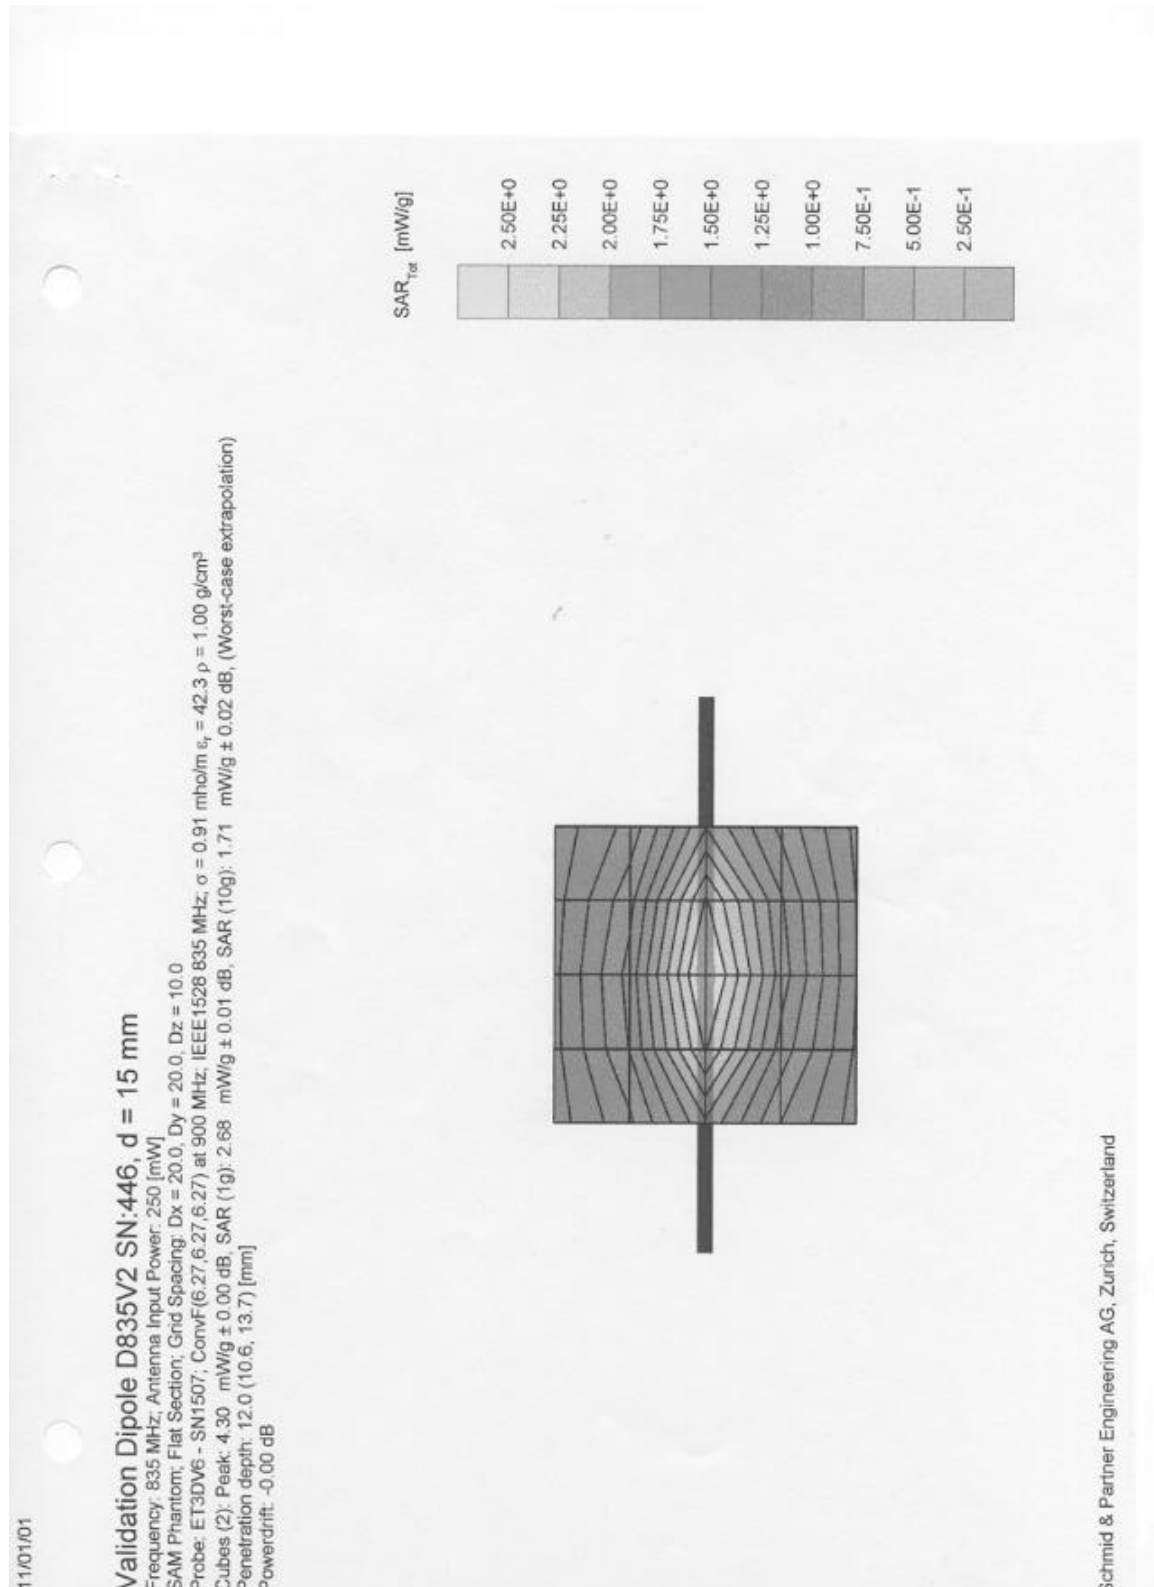 11/01/01
Validation Dipole D835V2 SN:446, d = 15 mm
Frequency: 835 MHz; Antenna Input Power: 250 [mW]
SAM Phantom; Flat Section; Grid Spacing: Dx = 20.0, Dy = 20.0, Dz = 10.0
Probe: ET3DV6 - SN1507; ConvF(6.27,6.27,6.27) at 900 MHz; IEEE1528 835 MHz; σ = 0.91 mho/m εr = 42.3 ρ = 1.00 g/cm³
Cubes (2): Peak: 4.30 mW/g ± 0.00 dB, SAR (1g): 2.68 mW/g ± 0.01 dB, SAR (10g): 1.71 mW/g ± 0.02 dB, (Worst-case extrapolation)
Penetration depth: 12.0 (10.6, 13.7) [mm]
Powerdrift: -0.00 dB
SARTot [mW/g]
2.50E+0
2.25E+0
2.00E+0
1.75E+0
1.50E+0
1.25E+0
1.00E+0
7.50E-1
5.00E-1
2.50E-1
Schmid & Partner Engineering AG, Zurich, Switzerland